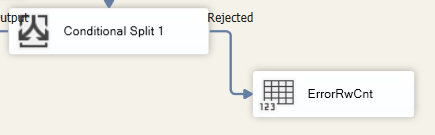 utput
Rejected
Conditional Split 1
ErrorRwCnt
123